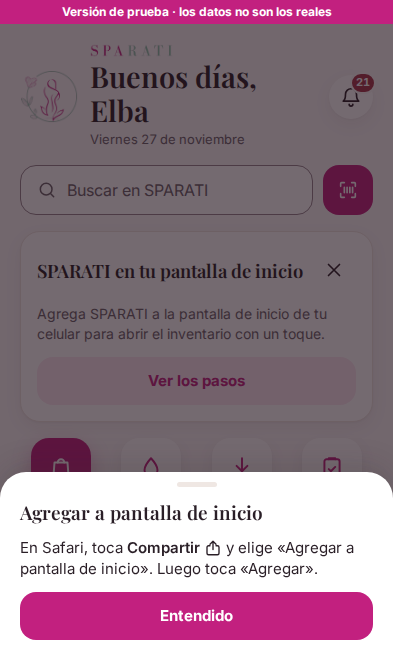 Versión de prueba · los datos no son los reales
SPARATI
Buenos días,
Elba
21
Viernes 27 de noviembre
Buscar en SPARATI
SPARATI en tu pantalla de inicio
Agrega SPARATI a la pantalla de inicio de tu
celular para abrir el inventario con un toque.
Ver los pasos
Agregar a pantalla de inicio
En Safari, toca Compartir y elige «Agregar a
pantalla de inicio». Luego toca «Agregar».
Entendido